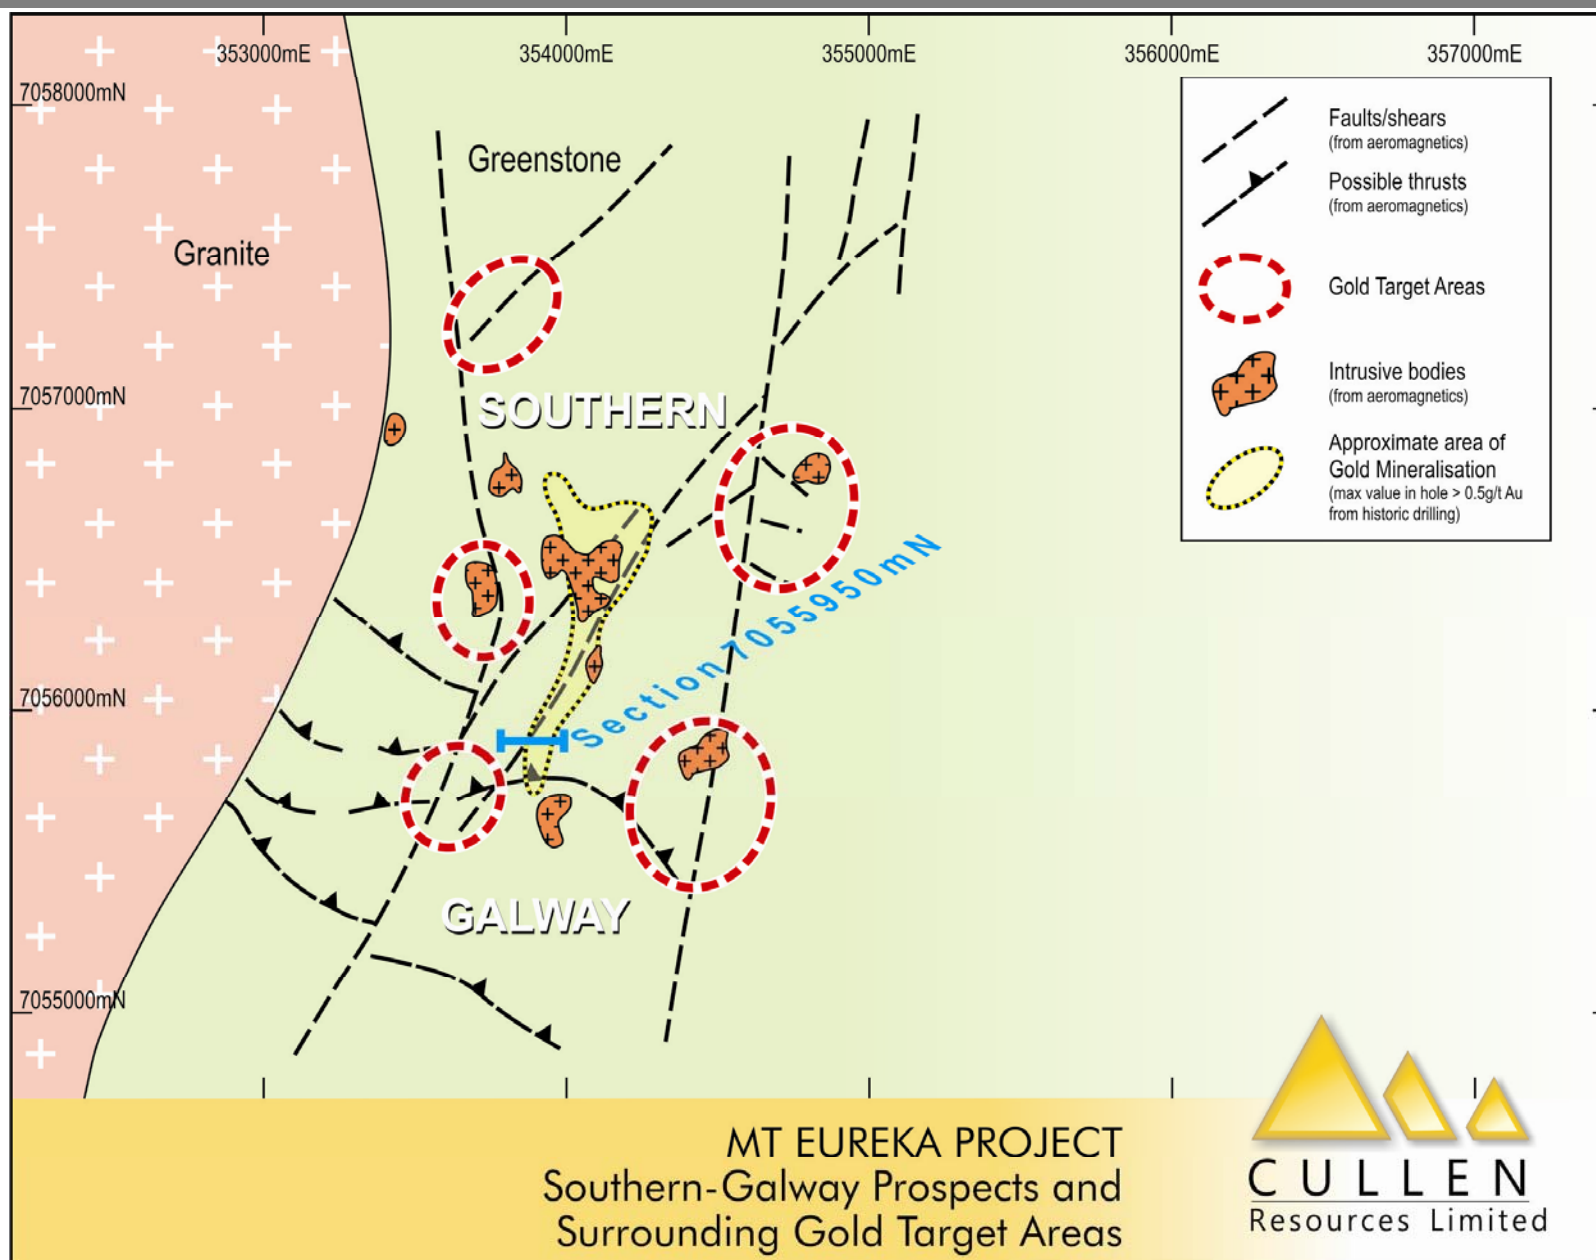 353000mE
354000mE
355000mE
356000mE
357000mE
7058000mN
7057000mN
7056000mN
7055000mN
Greenstone
Granite
SOUTHERN
Section 7055950mN
GALWAY
Faults/shears
(from aeromagnetics)
Possible thrusts
(from aeromagnetics)
Gold Target Areas
Intrusive bodies
(from aeromagnetics)
Approximate area of
Gold Mineralisation
(max value in hole > 0.5g/t Au
from historic drilling)
MT EUREKA PROJECT
Southern-Galway Prospects and
Surrounding Gold Target Areas
CULLEN
Resources Limited